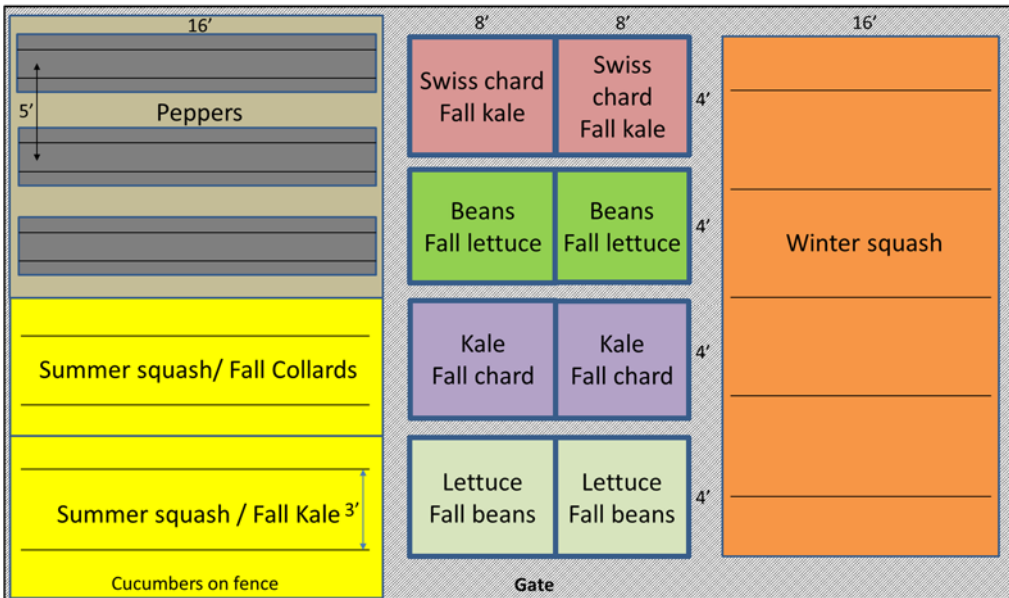 16’
8’
8’
16’
5’
Peppers
Swiss chard
Fall kale
Swiss
chard
Fall kale
4’
Beans
Fall lettuce
Beans
Fall lettuce
4’
Winter squash
Summer squash/ Fall Collards
Kale
Fall chard
Kale
Fall chard
4’
Summer squash / Fall Kale
3’
Lettuce
Fall beans
Lettuce
Fall beans
4’
Cucumbers on fence
Gate